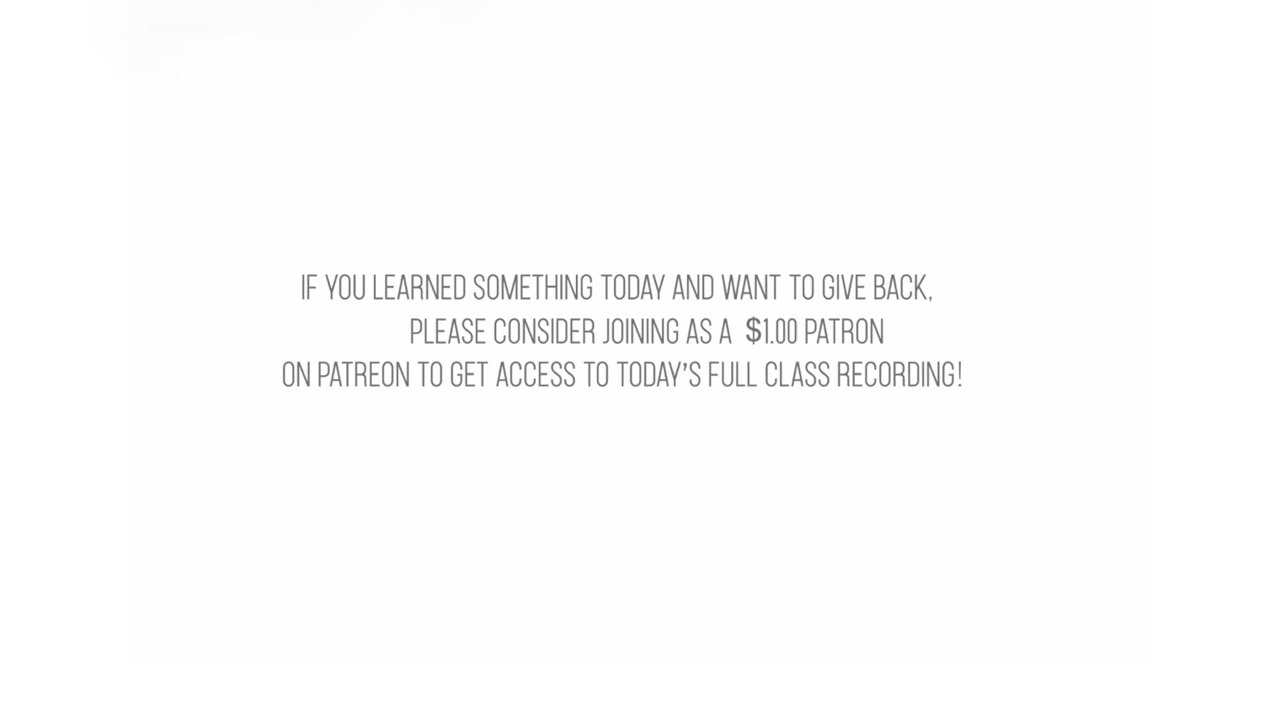 IF YOU LEARNED SOMETHING TODAY AND WANT TO GIVE BACK,
PLEASE CONSIDER JOINING AS A $1.00 PATRON
ON PATREON TO GET ACCESS TO TODAY'S FULL CLASS RECORDING!